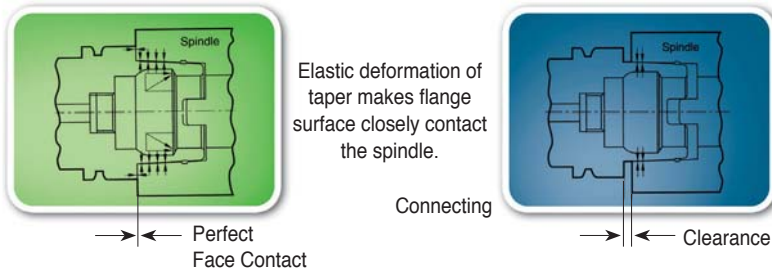 Spindle
Elastic deformation of
taper makes flange
surface closely contact
the spindle.
Connecting
Perfect
Face Contact
Spindle
Clearance